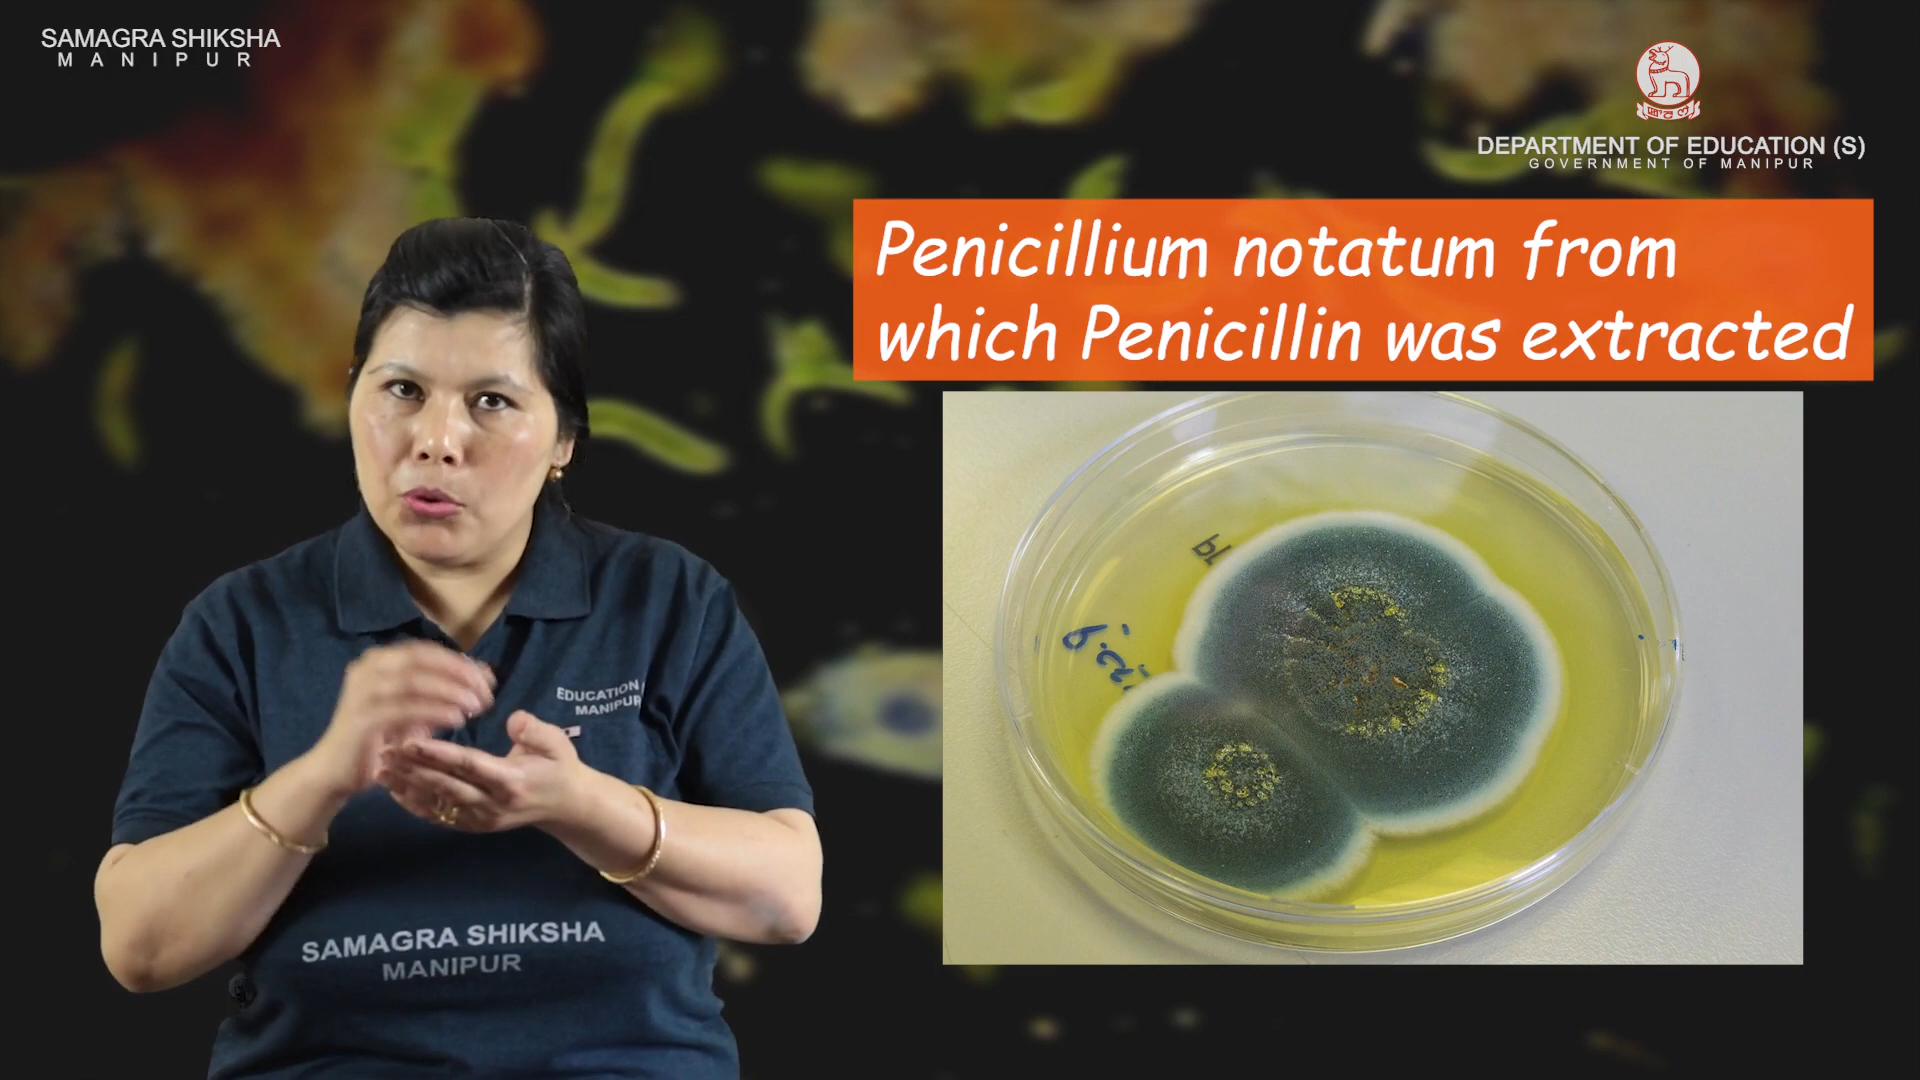 SAMAGRA SHIKSHA
MANIPUR
DEPARTMENT OF EDUCATION (S)
GOVERNMENT OF MANIPUR
Penicillium notatum from
which Penicillin was extracted
EDUCATION
MANIPUR
SAMAGRA SHIKSHA
MANIPUR